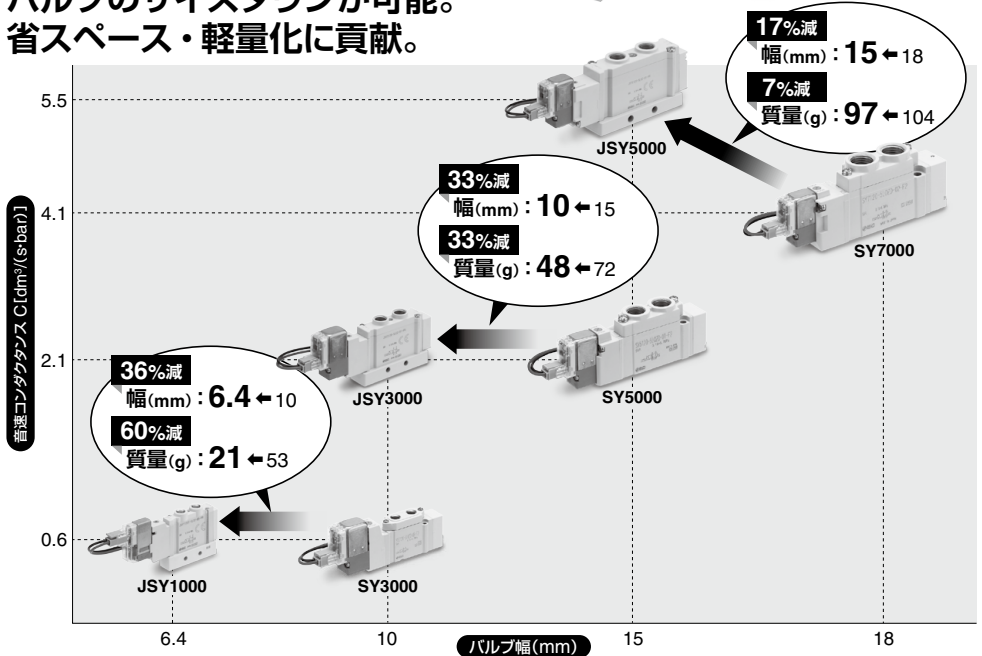 バルブのサイズダウンが可能。
省スペース・軽量化に貢献。
17%減
幅(mm)：15←18
7%減
質量(g)：97←104
5.5
JSY5000
33%減
幅(mm)：10←15
33%減
質量(g)：48←72
4.1
SY7000
音速コンダクタンス C[dm³/(s·bar)]
2.1
JSY3000
SY5000
36%減
幅(mm)：6.4←10
60%減
質量(g)：21←53
0.6
JSY1000
SY3000
6.4
10
15
18
バルブ幅(mm)